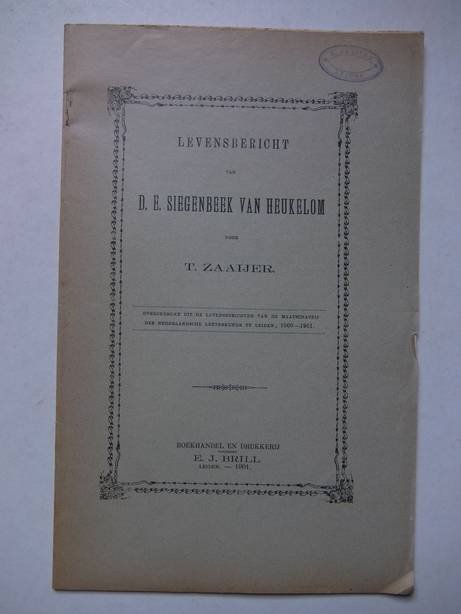 LEVENSBERICHT
VAN
D. E. SIEGENBEEK VAN HEUKELOM
DOOR
T. ZAAIJER.
OVERGEDRUKT UIT DE LEVENSBERICHTEN VAN DE MAATSCHAPPIJ
DER NEDERLANDSCHE LETTERKUNDE TE LEIDEN, 1900—1901.
BOEKHANDEL EN DRUKKERIJ
VOORHEEN
E. J. BRILL
LEIDEN. — 1901.